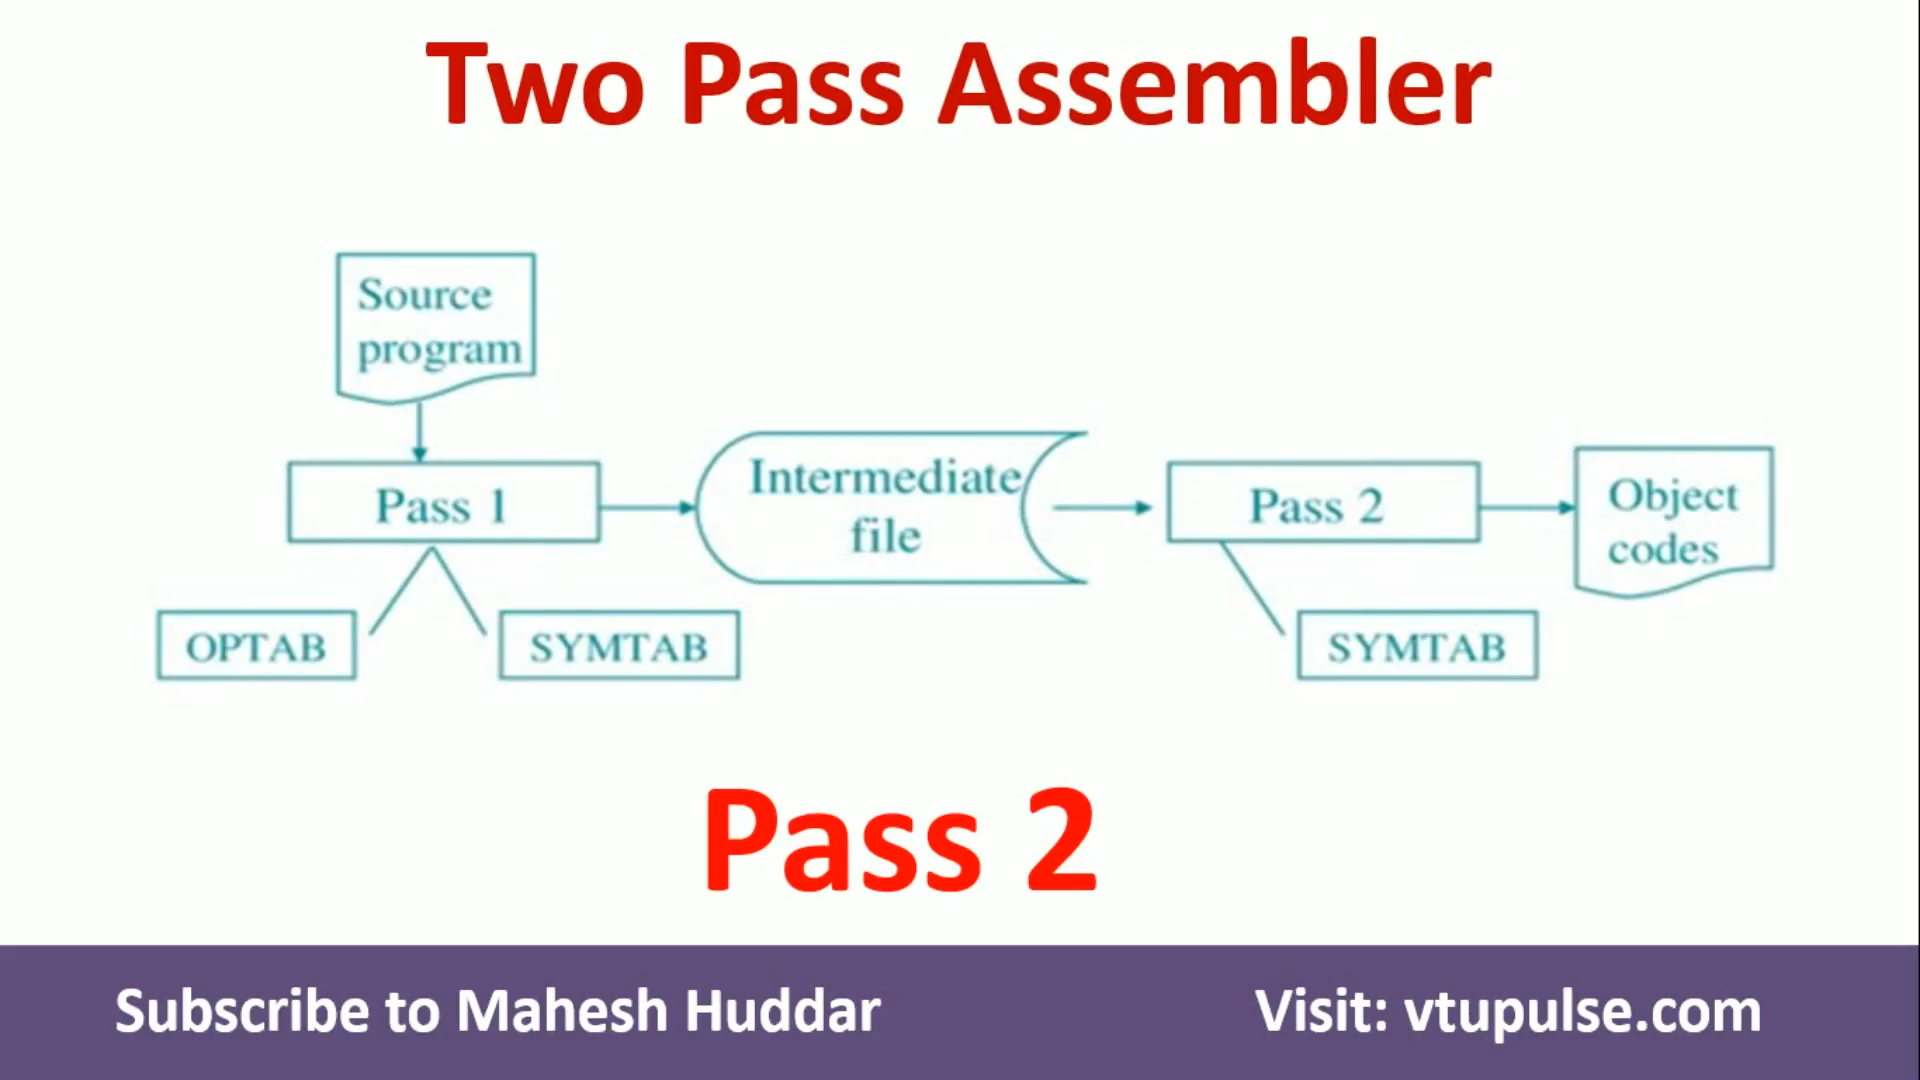 Two Pass Assembler
Source
program
Pass 1
Intermediate
file
Pass 2
Object
codes
OPTAB
SYMTAB
SYMTAB
Pass 2
Subscribe to Mahesh Huddar
Visit: vtupulse.com